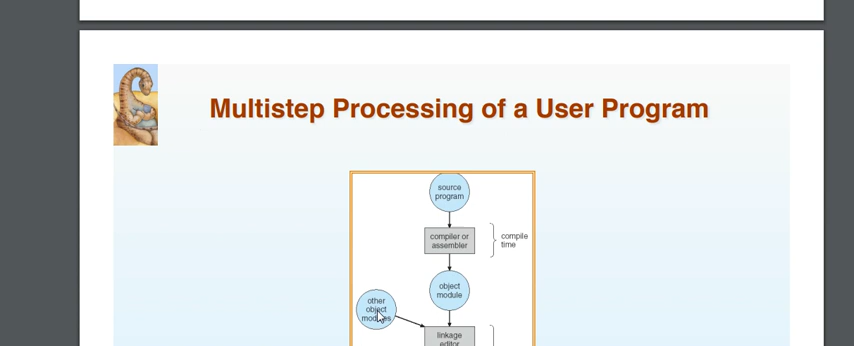 Multistep Processing of a User Program
source
program
compiler or
assembler
compile
time
object
module
other
object
modules
linkage
editor